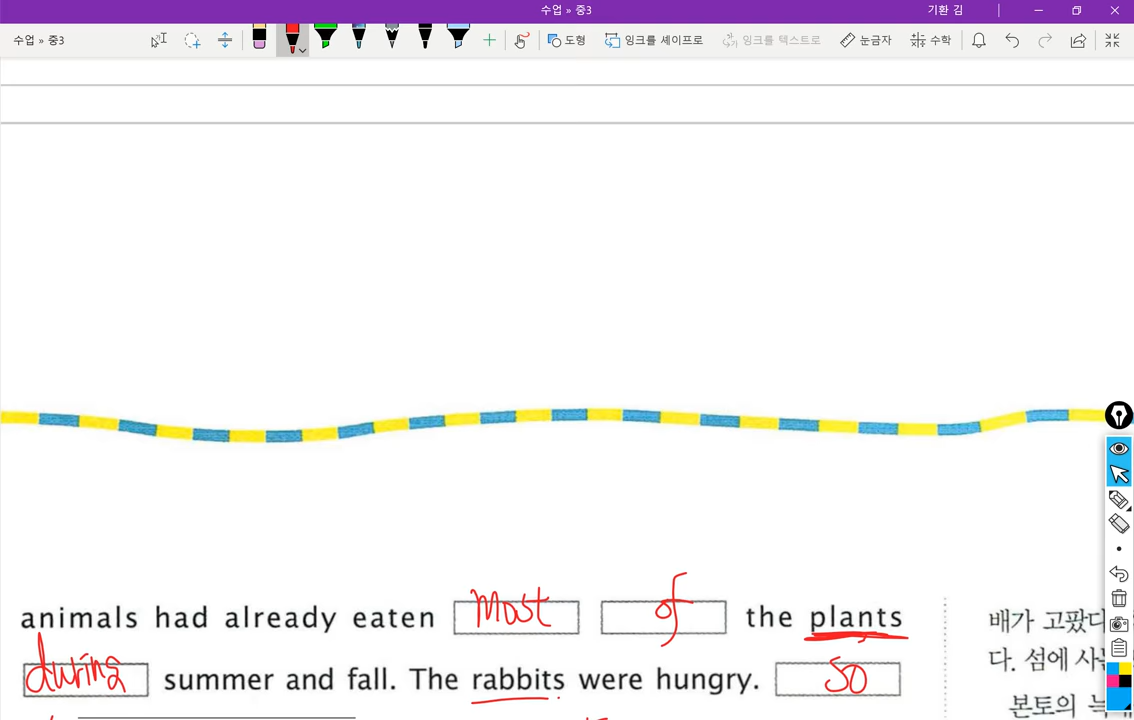 수업 » 중3
기환 김
수업 » 중3
도형
잉크를 셰이프로
잉크를 텍스트로
눈금자
수학
animals had already eaten most of the plants
during summer and fall. The rabbits were hungry. so
배가 고팠다
다. 섬에 사는
본토의 늑대